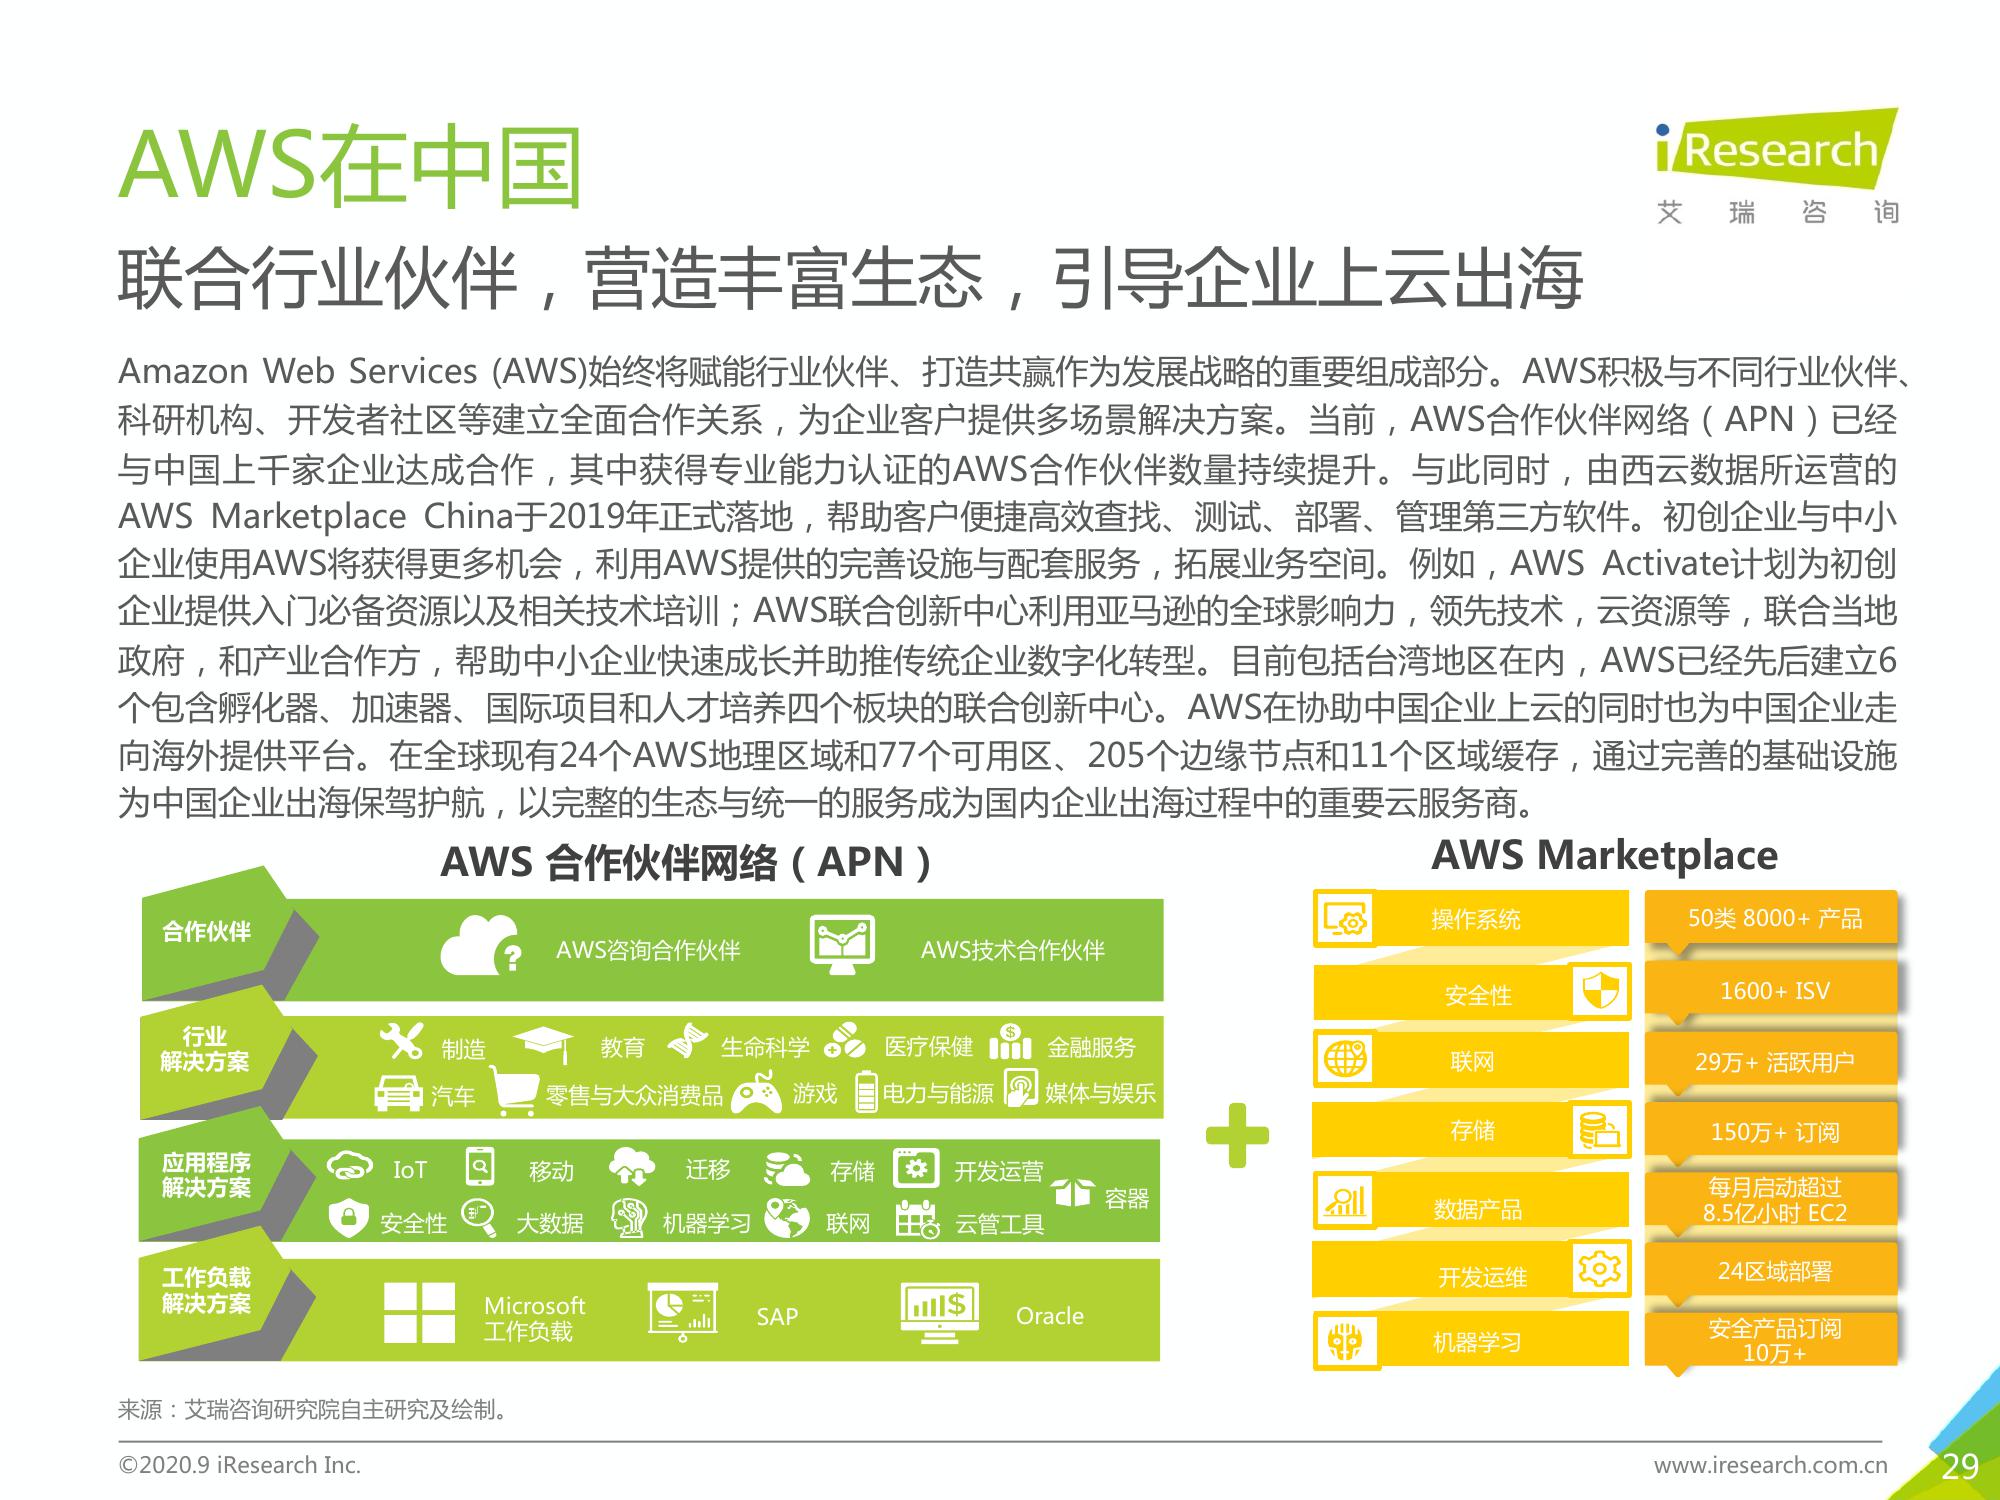 AWS在中国
iResearch
艾瑞咨询
联合行业伙伴，营造丰富生态，引导企业上云出海
Amazon Web Services (AWS)始终将赋能行业伙伴、打造共赢作为发展战略的重要组成部分。AWS积极与不同行业伙伴、
科研机构、开发者社区等建立全面合作关系，为企业客户提供多场景解决方案。当前，AWS合作伙伴网络（APN）已经
与中国上千家企业达成合作，其中获得专业能力认证的AWS合作伙伴数量持续提升。与此同时，由西云数据所运营的
AWS Marketplace China于2019年正式落地，帮助客户便捷高效查找、测试、部署、管理第三方软件。初创企业与中小
企业使用AWS将获得更多机会，利用AWS提供的完善设施与配套服务，拓展业务空间。例如，AWS Activate计划为初创
企业提供入门必备资源以及相关技术培训；AWS联合创新中心利用亚马逊的全球影响力，领先技术，云资源等，联合当地
政府，和产业合作方，帮助中小企业快速成长并助推传统企业数字化转型。目前包括台湾地区在内，AWS已经先后建立6
个包含孵化器、加速器、国际项目和人才培养四个板块的联合创新中心。AWS在协助中国企业上云的同时也为中国企业走
向海外提供平台。在全球现有24个AWS地理区域和77个可用区、205个边缘节点和11个区域缓存，通过完善的基础设施
为中国企业出海保驾护航，以完整的生态与统一的服务成为国内企业出海过程中的重要云服务商。
AWS 合作伙伴网络（APN）
合作伙伴
AWS咨询合作伙伴 AWS技术合作伙伴
行业
解决方案
制造 教育 生命科学 医疗保健 金融服务
汽车 零售与大众消费品 游戏 电力与能源 媒体与娱乐
应用程序
解决方案
IoT 移动 迁移 存储 开发运营
容器
安全性 大数据 机器学习 联网 云管工具
工作负载
解决方案
Microsoft
工作负载
SAP
Oracle
AWS Marketplace
操作系统 50类 8000+ 产品
安全性 1600+ ISV
联网 29万+ 活跃用户
存储 150万+ 订阅
数据产品
每月启动超过
8.5亿小时 EC2
开发运维 24区域部署
机器学习
安全产品订阅
10万+
来源：艾瑞咨询研究院自主研究及绘制。
©2020.9 iResearch Inc.
www.iresearch.com.cn
29